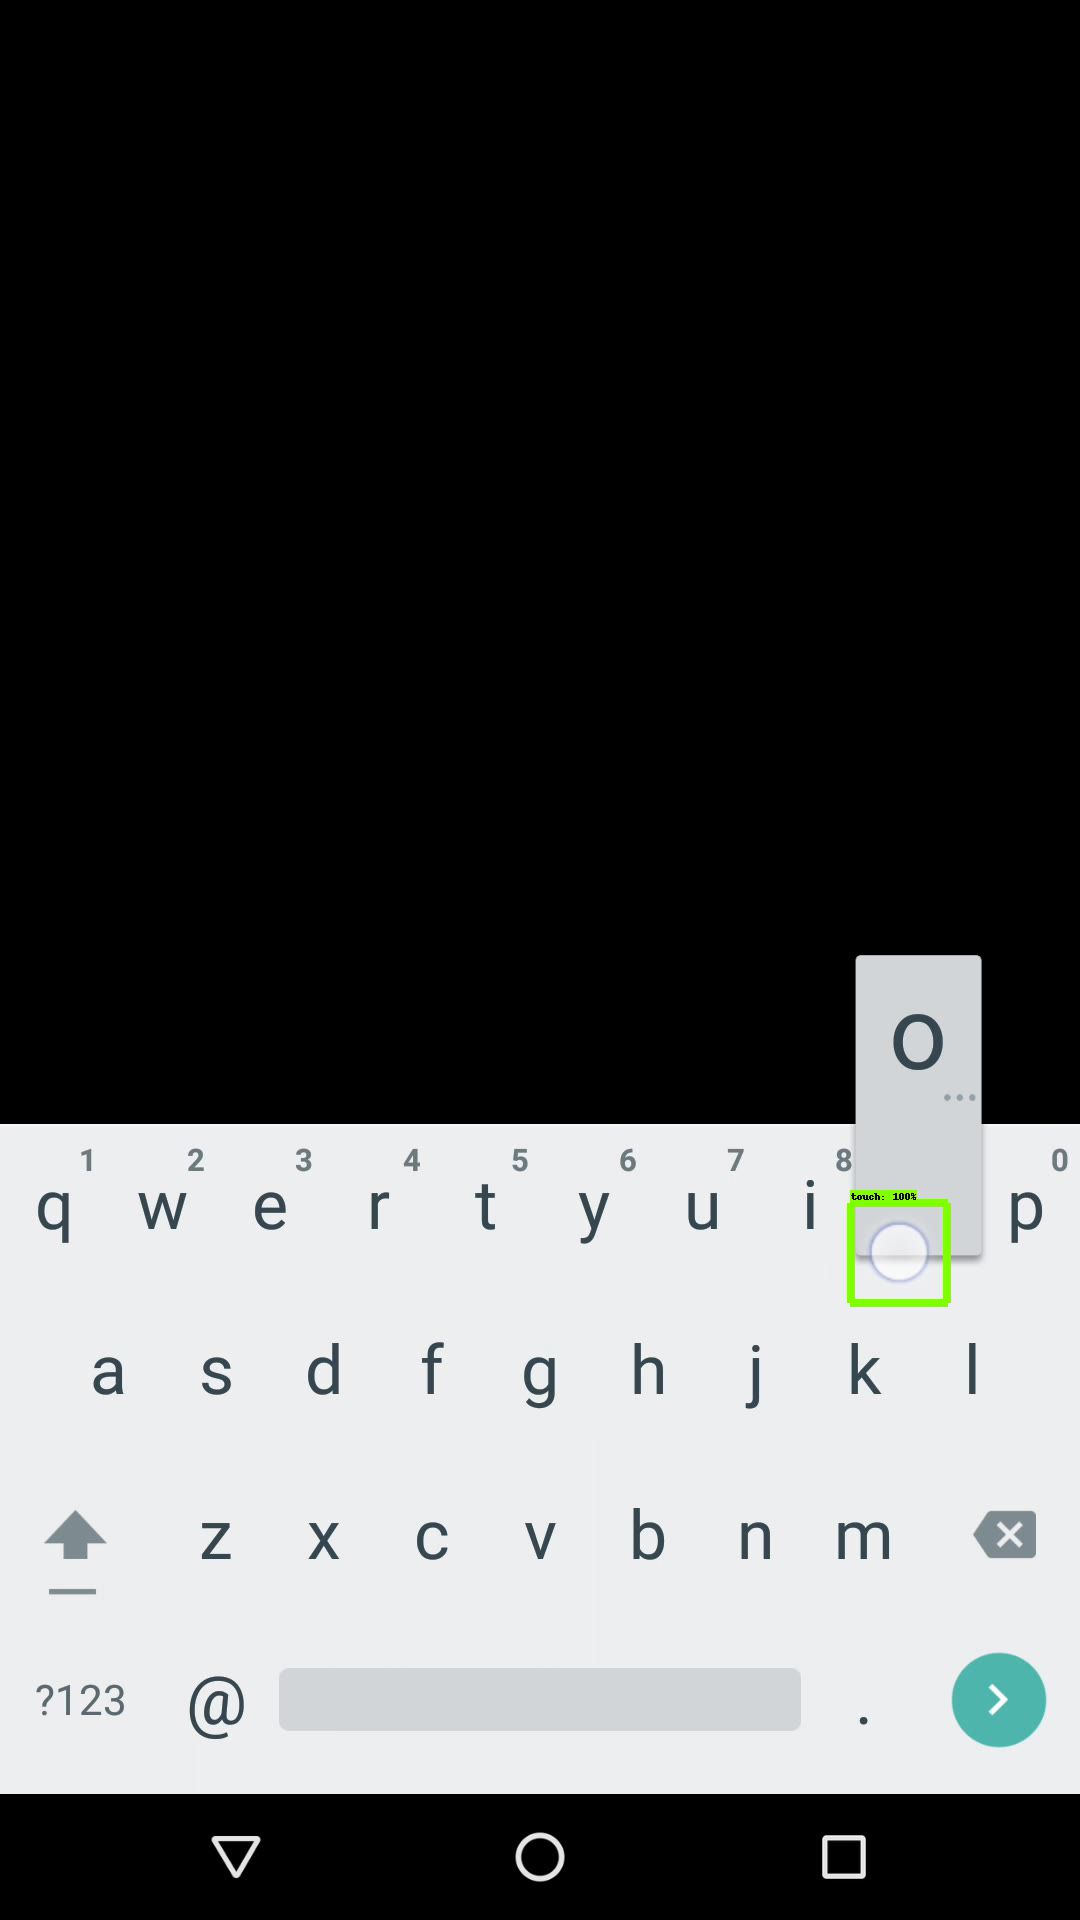 o
...
1 2 3 4 5 6 7 8 0
q w e r t y u i p
touch: 100%
a s d f g h j k l
z x c v b n m
?123 @ .